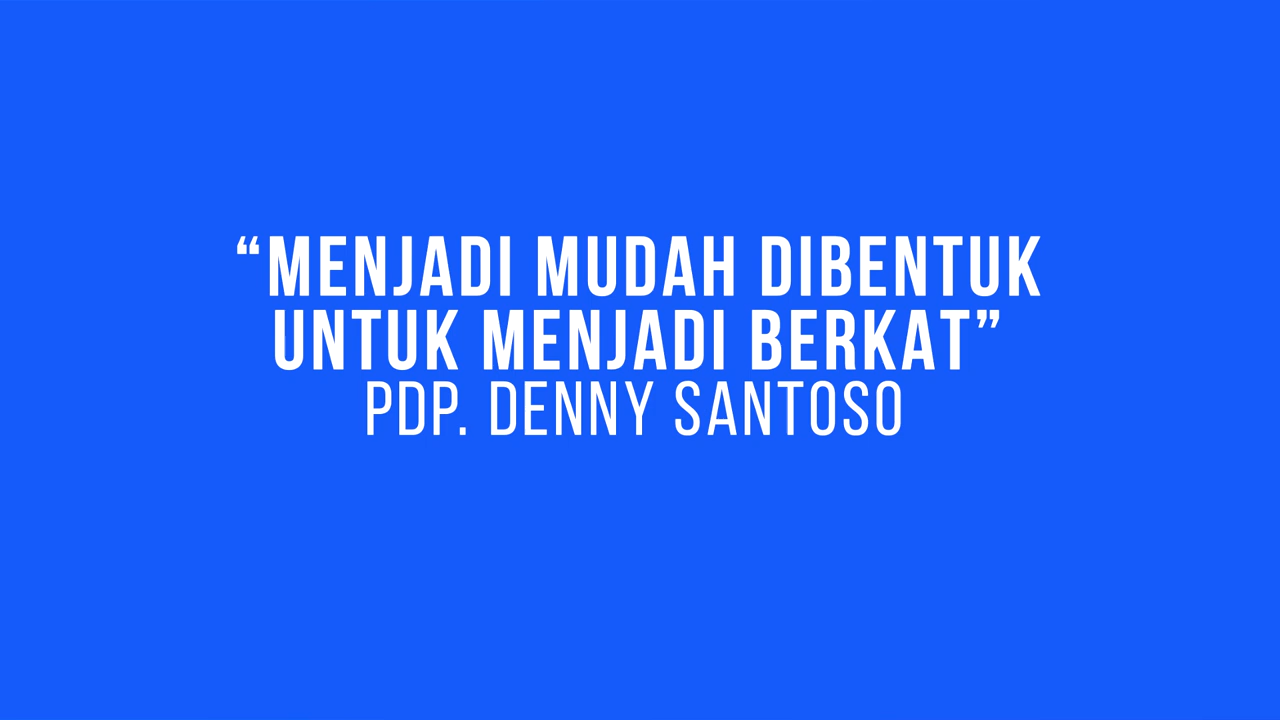 “MENJADI MUDAH DIBENTUK
UNTUK MENJADI BERKAT”
PDP. DENNY SANTOSO